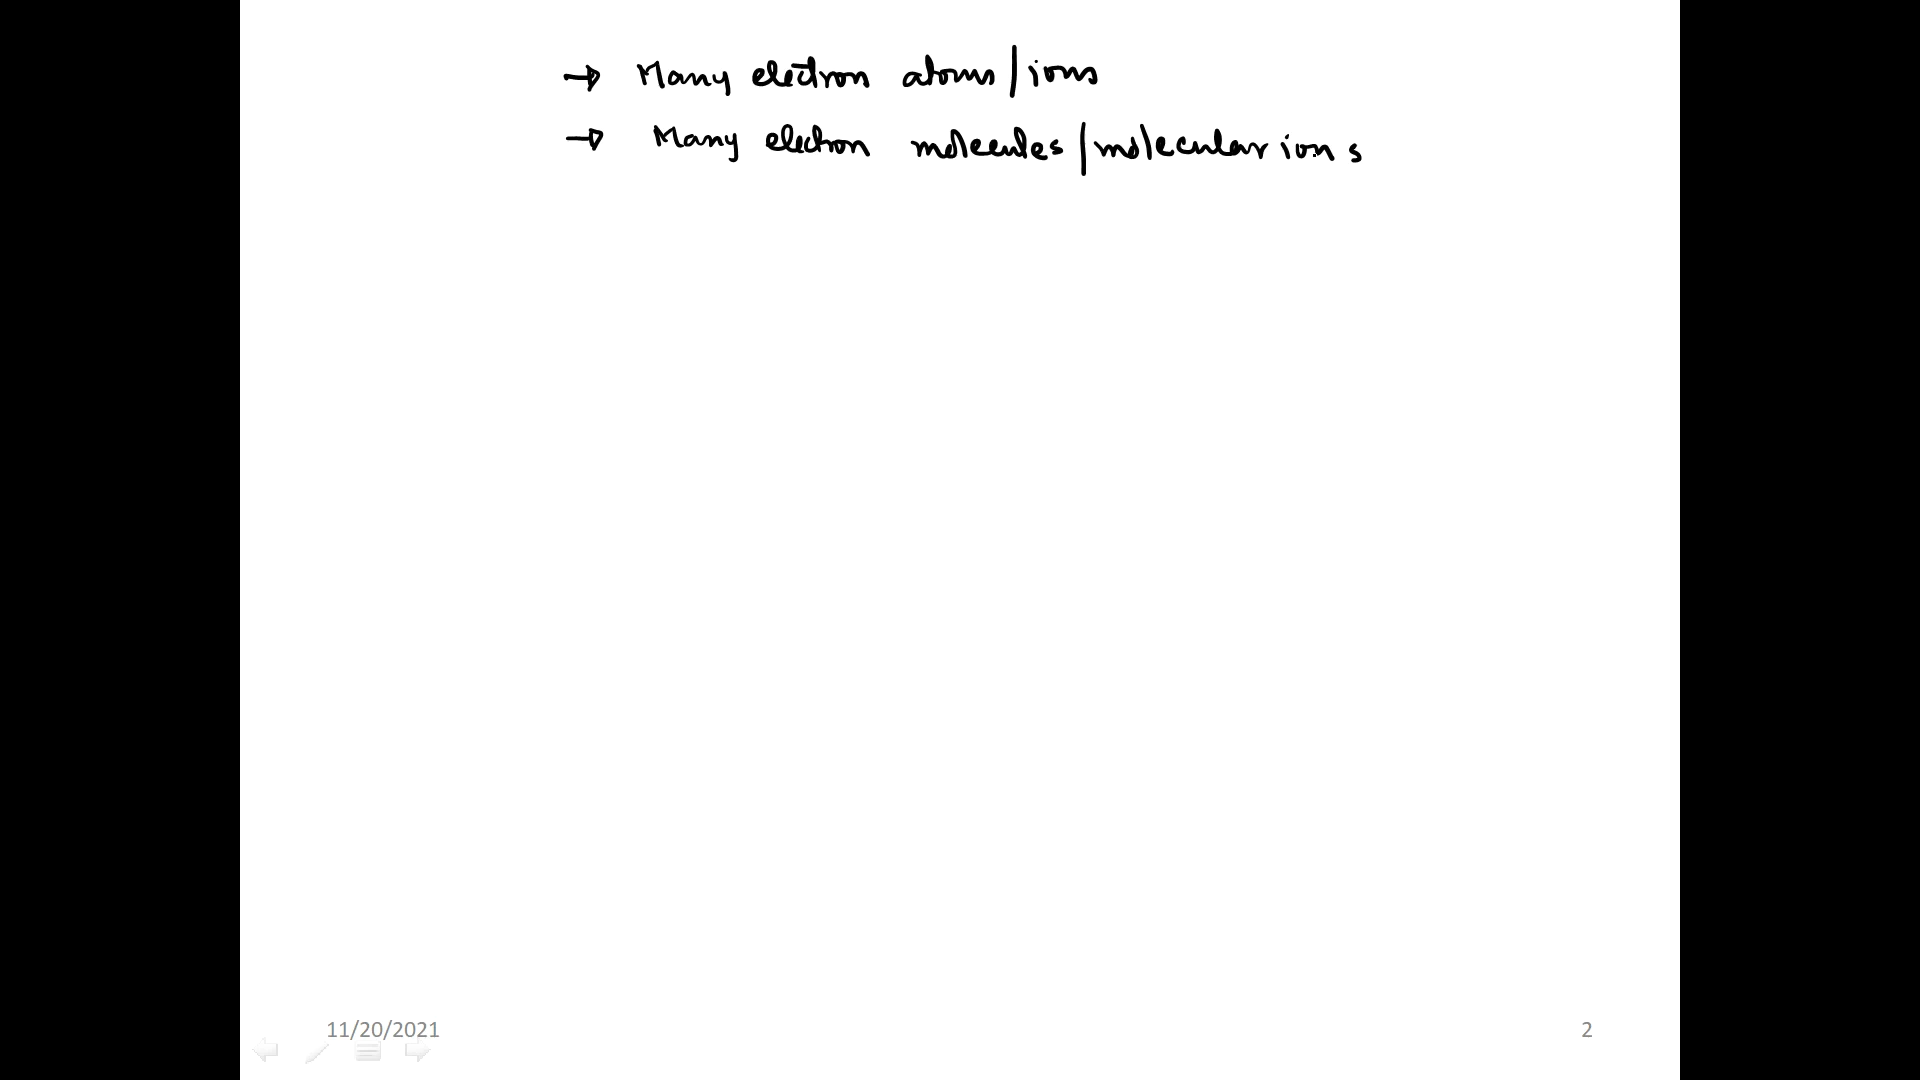 → Many electron atoms/ions
→ Many electron molecules/molecular ions
11/20/2021
2